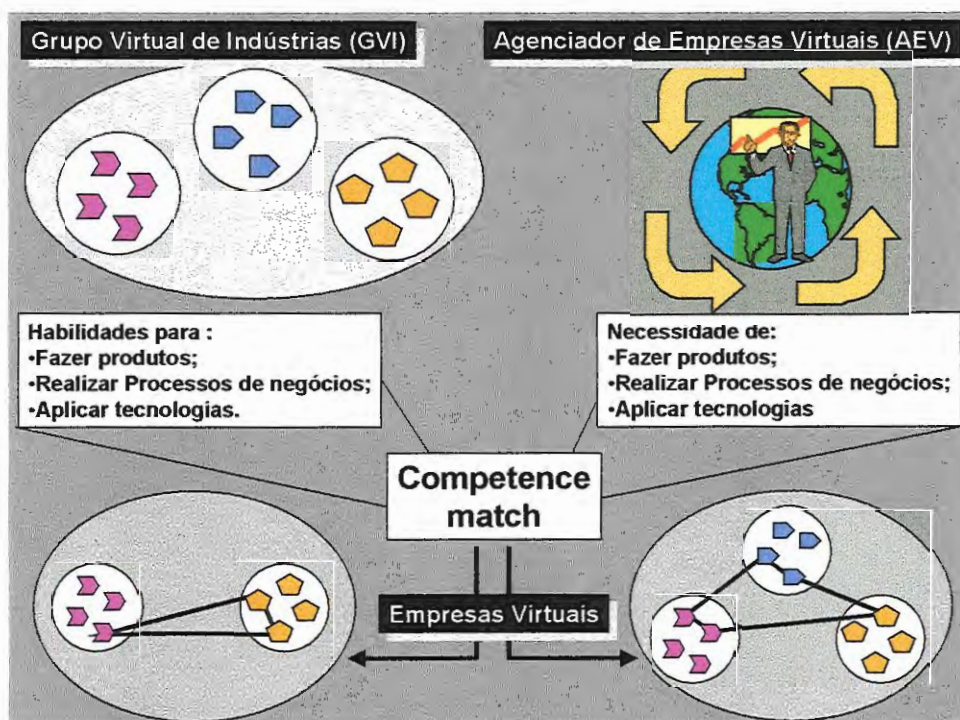 Grupo Virtual de Indústrias (GVI)
Agenciador de Empresas Virtuais (AEV)
Habilidades para :
•Fazer produtos;
•Realizar Processos de negócios;
•Aplicar tecnologias.
Necessidade de:
•Fazer produtos;
•Realizar Processos de negócios;
•Aplicar tecnologias
Competence
match
Empresas Virtuais